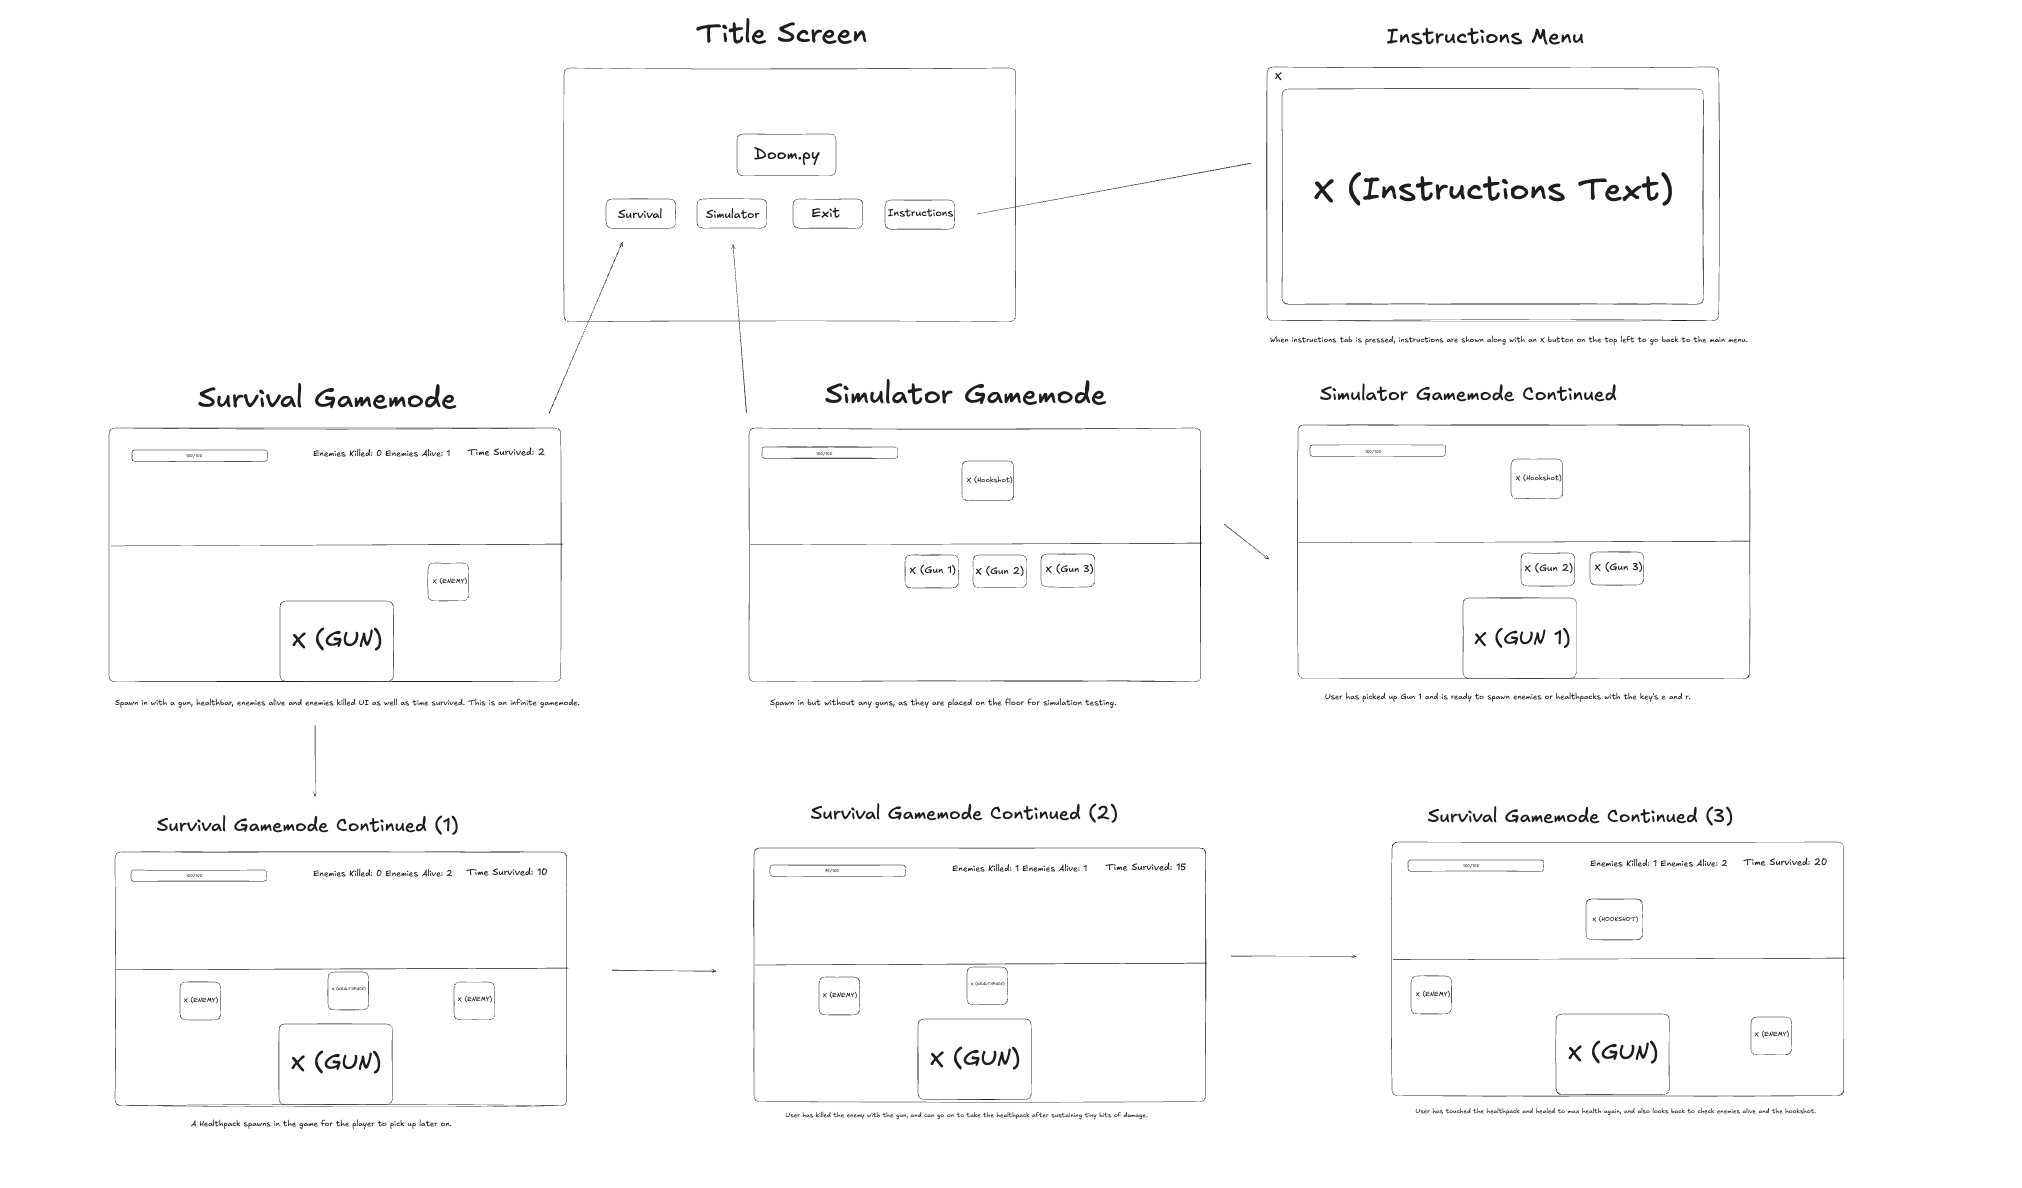 Title Screen
Doom.py
Survival
Simulator
Exit
Instructions
Instructions Menu
X
X (Instructions Text)
When instructions tab is pressed, instructions are shown along with an X button on the top left to go back to the main menu.
Survival Gamemode
100/100
Enemies Killed: 0 Enemies Alive: 1
Time Survived: 2
X (ENEMY)
X (GUN)
Spawn in with a gun, healthbar, enemies alive and enemies killed UI as well as time survived. This is an infinite gamemode.
Simulator Gamemode
100/100
X (Hookshot)
X (Gun 1)
X (Gun 2)
X (Gun 3)
Spawn in but without any guns, as they are placed on the floor for simulation testing.
Simulator Gamemode Continued
100/100
X (Hookshot)
X (Gun 2)
X (Gun 3)
X (GUN 1)
User has picked up Gun 1 and is ready to spawn enemies or healthpacks with the key's e and r.
Survival Gamemode Continued (1)
100/100
Enemies Killed: 0 Enemies Alive: 2
Time Survived: 10
X (ENEMY)
X (HEALTHPACK)
X (ENEMY)
X (GUN)
A Healthpack spawns in the game for the player to pick up later on.
Survival Gamemode Continued (2)
Enemies Killed: 1 Enemies Alive: 1
Time Survived: 15
X (ENEMY)
X (HEALTHPACK)
X (GUN)
User has killed the enemy with the gun, and can go on to take the healthpack after sustaining tiny bits of damage.
Survival Gamemode Continued (3)
100/100
Enemies Killed: 1 Enemies Alive: 2
Time Survived: 20
X (HOOKSHOT)
X (ENEMY)
X (GUN)
X (ENEMY)
User has touched the healthpack and healed to max health again, and also looks back to check enemies alive and the hookshot.